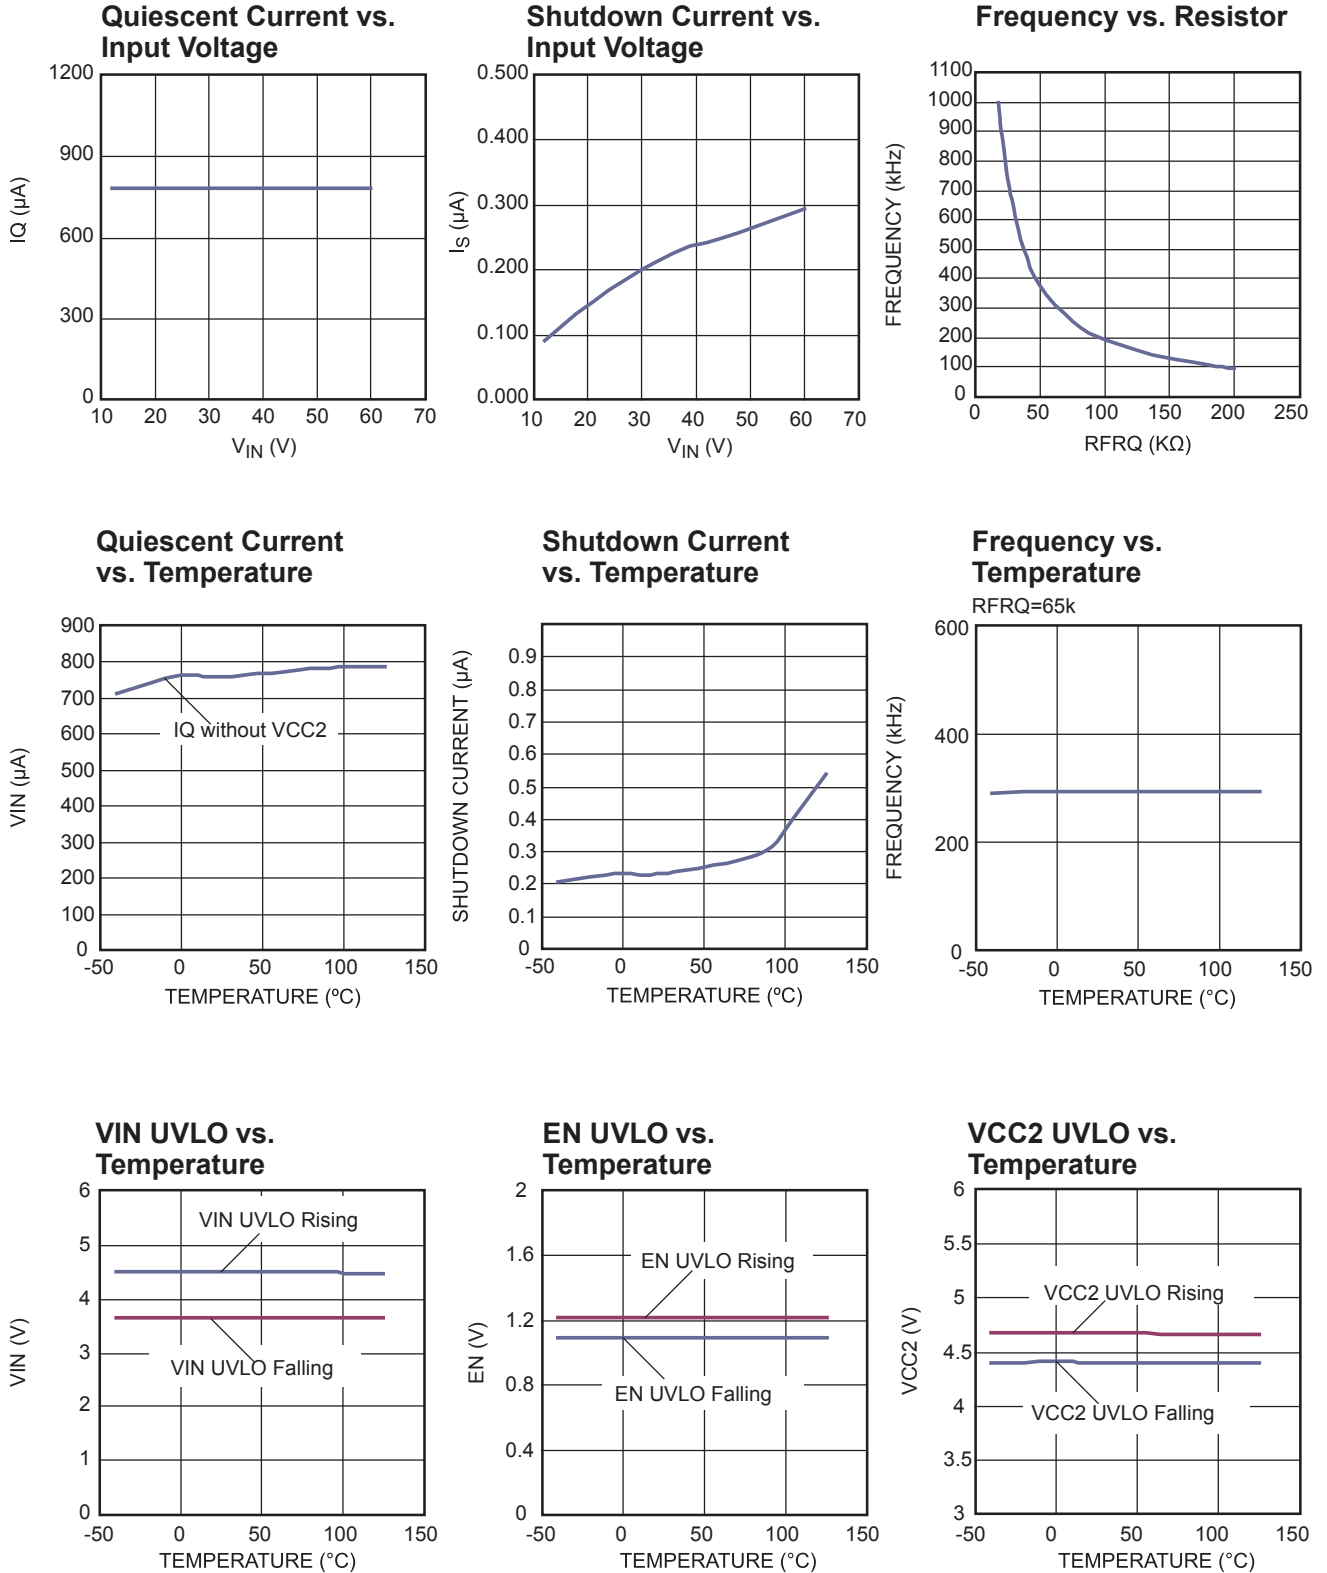 Quiescent Current vs.
Input Voltage
1200
900
600
300
0
10 20 30 40 50 60 70
IQ (µA)
VIN (V)
Shutdown Current vs.
Input Voltage
0.500
0.400
0.300
0.200
0.100
0.000
10 20 30 40 50 60 70
IS (µA)
VIN (V)
Frequency vs. Resistor
1100
1000
900
800
700
600
500
400
300
200
100
0
0 50 100 150 200 250
FREQUENCY (kHz)
RFRQ (KΩ)
Quiescent Current
vs. Temperature
900
800
700
600
500
400
300
200
100
0
IQ without VCC2
-50 0 50 100 150
VIN (µA)
TEMPERATURE (ºC)
Shutdown Current
vs. Temperature
0.9
0.8
0.7
0.6
0.5
0.4
0.3
0.2
0.1
0
-50 0 50 100 150
SHUTDOWN CURRENT (µA)
TEMPERATURE (ºC)
Frequency vs.
Temperature
RFRQ=65k
600
400
200
0
-50 0 50 100 150
FREQUENCY (kHz)
TEMPERATURE (°C)
VIN UVLO vs.
Temperature
6
5
4
3
2
1
0
VIN UVLO Rising
VIN UVLO Falling
-50 0 50 100 150
VIN (V)
TEMPERATURE (°C)
EN UVLO vs.
Temperature
2
1.6
1.2
0.8
0.4
0
EN UVLO Rising
EN UVLO Falling
-50 0 50 100 150
EN (V)
TEMPERATURE (°C)
VCC2 UVLO vs.
Temperature
6
5.5
5
4.5
4
3.5
3
VCC2 UVLO Rising
VCC2 UVLO Falling
-50 0 50 100 150
VCC2 (V)
TEMPERATURE (°C)